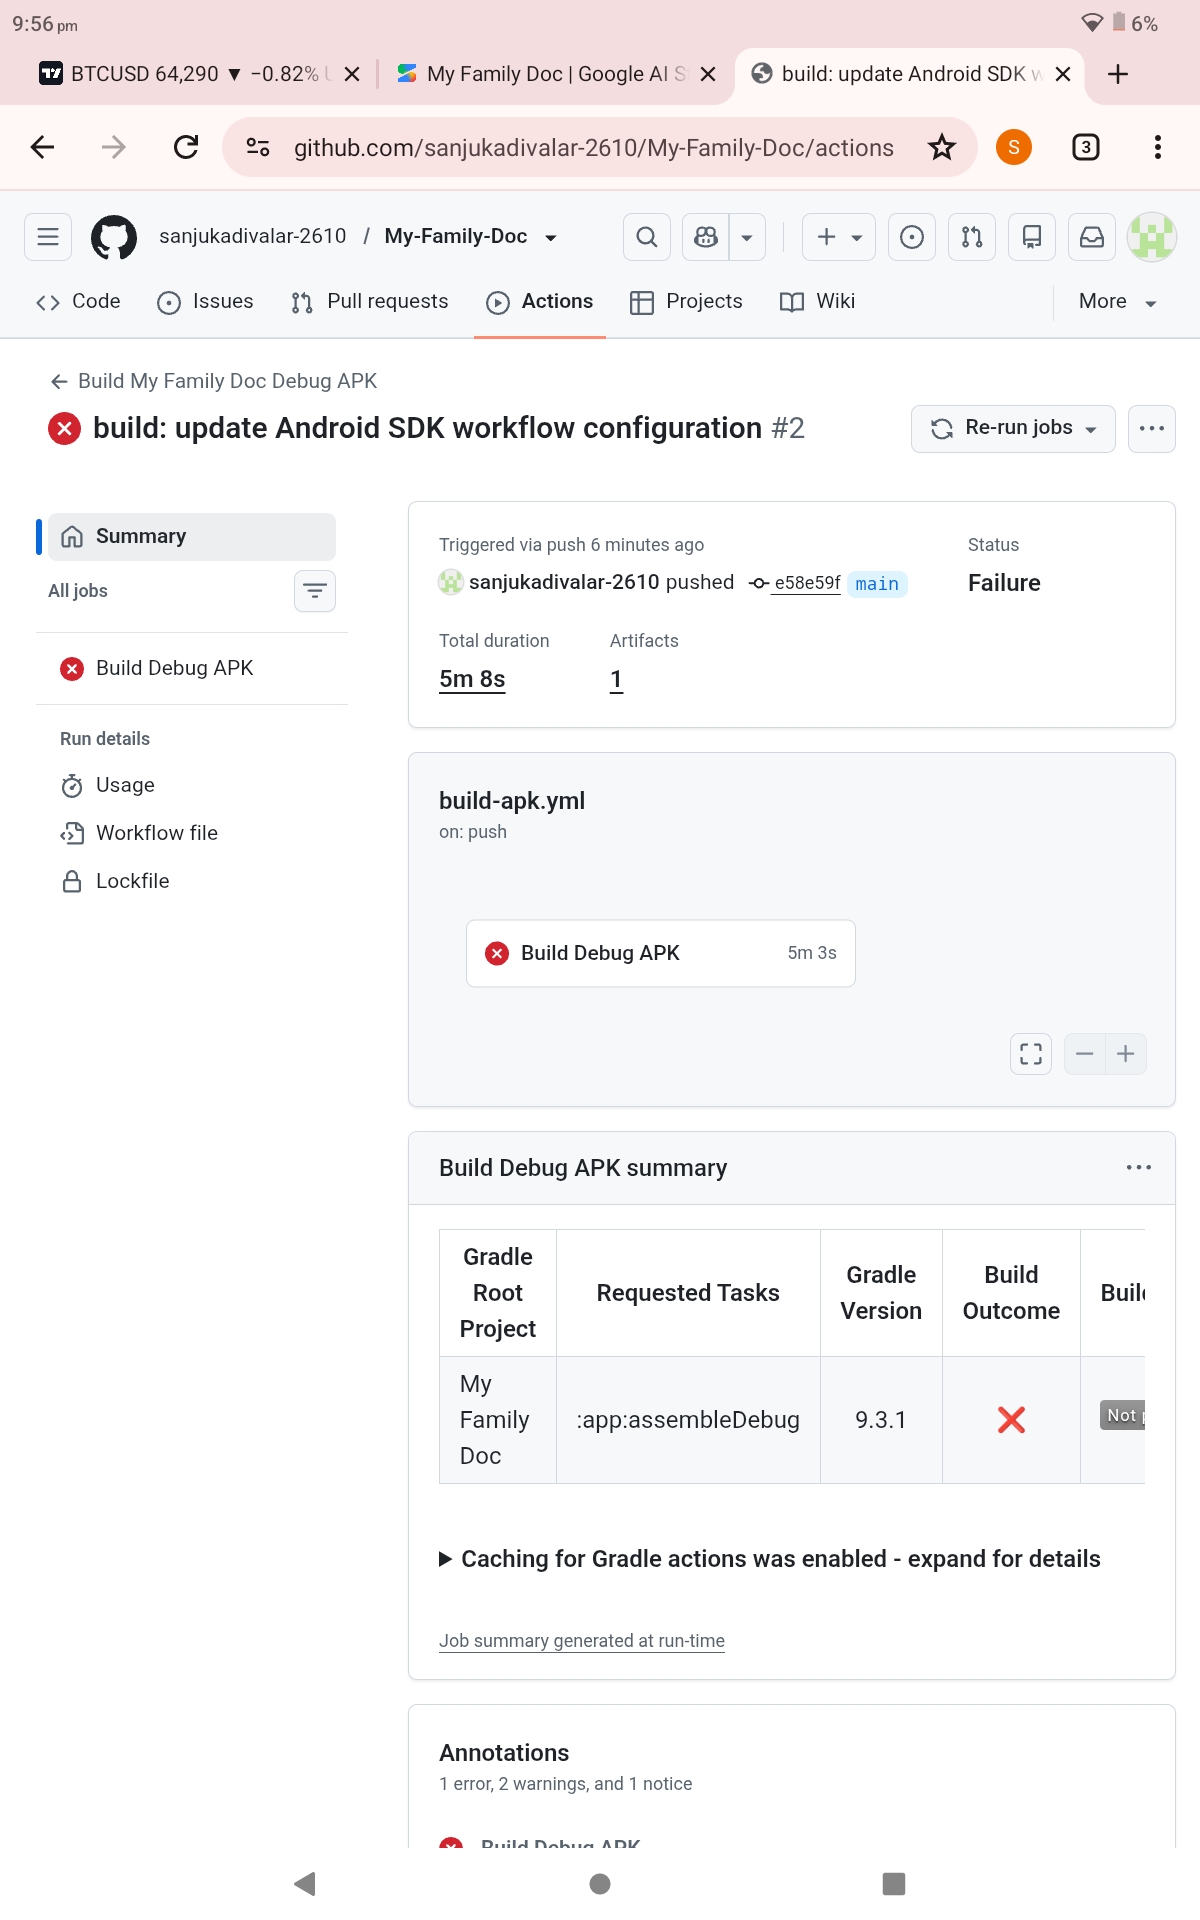 9:56 pm
6%
BTCUSD 64,290 ▼ −0.82%
My Family Doc | Google AI S
build: update Android SDK w
github.com/sanjukadivalar-2610/My-Family-Doc/actions
S
3
sanjukadivalar-2610 / My-Family-Doc
Code
Issues
Pull requests
Actions
Projects
Wiki
More
← Build My Family Doc Debug APK
build: update Android SDK workflow configuration #2
Re-run jobs
Summary
All jobs
Build Debug APK
Run details
Usage
Workflow file
Lockfile
Triggered via push 6 minutes ago
sanjukadivalar-2610 pushed e58e59f main
Status
Failure
Total duration
5m 8s
Artifacts
1
build-apk.yml
on: push
Build Debug APK 5m 3s
Build Debug APK summary
Gradle Root Project
Requested Tasks
Gradle Version
Build Outcome
My Family Doc
:app:assembleDebug
9.3.1
❌
Not
Caching for Gradle actions was enabled - expand for details
Job summary generated at run-time
Annotations
1 error, 2 warnings, and 1 notice
Build Debug APK